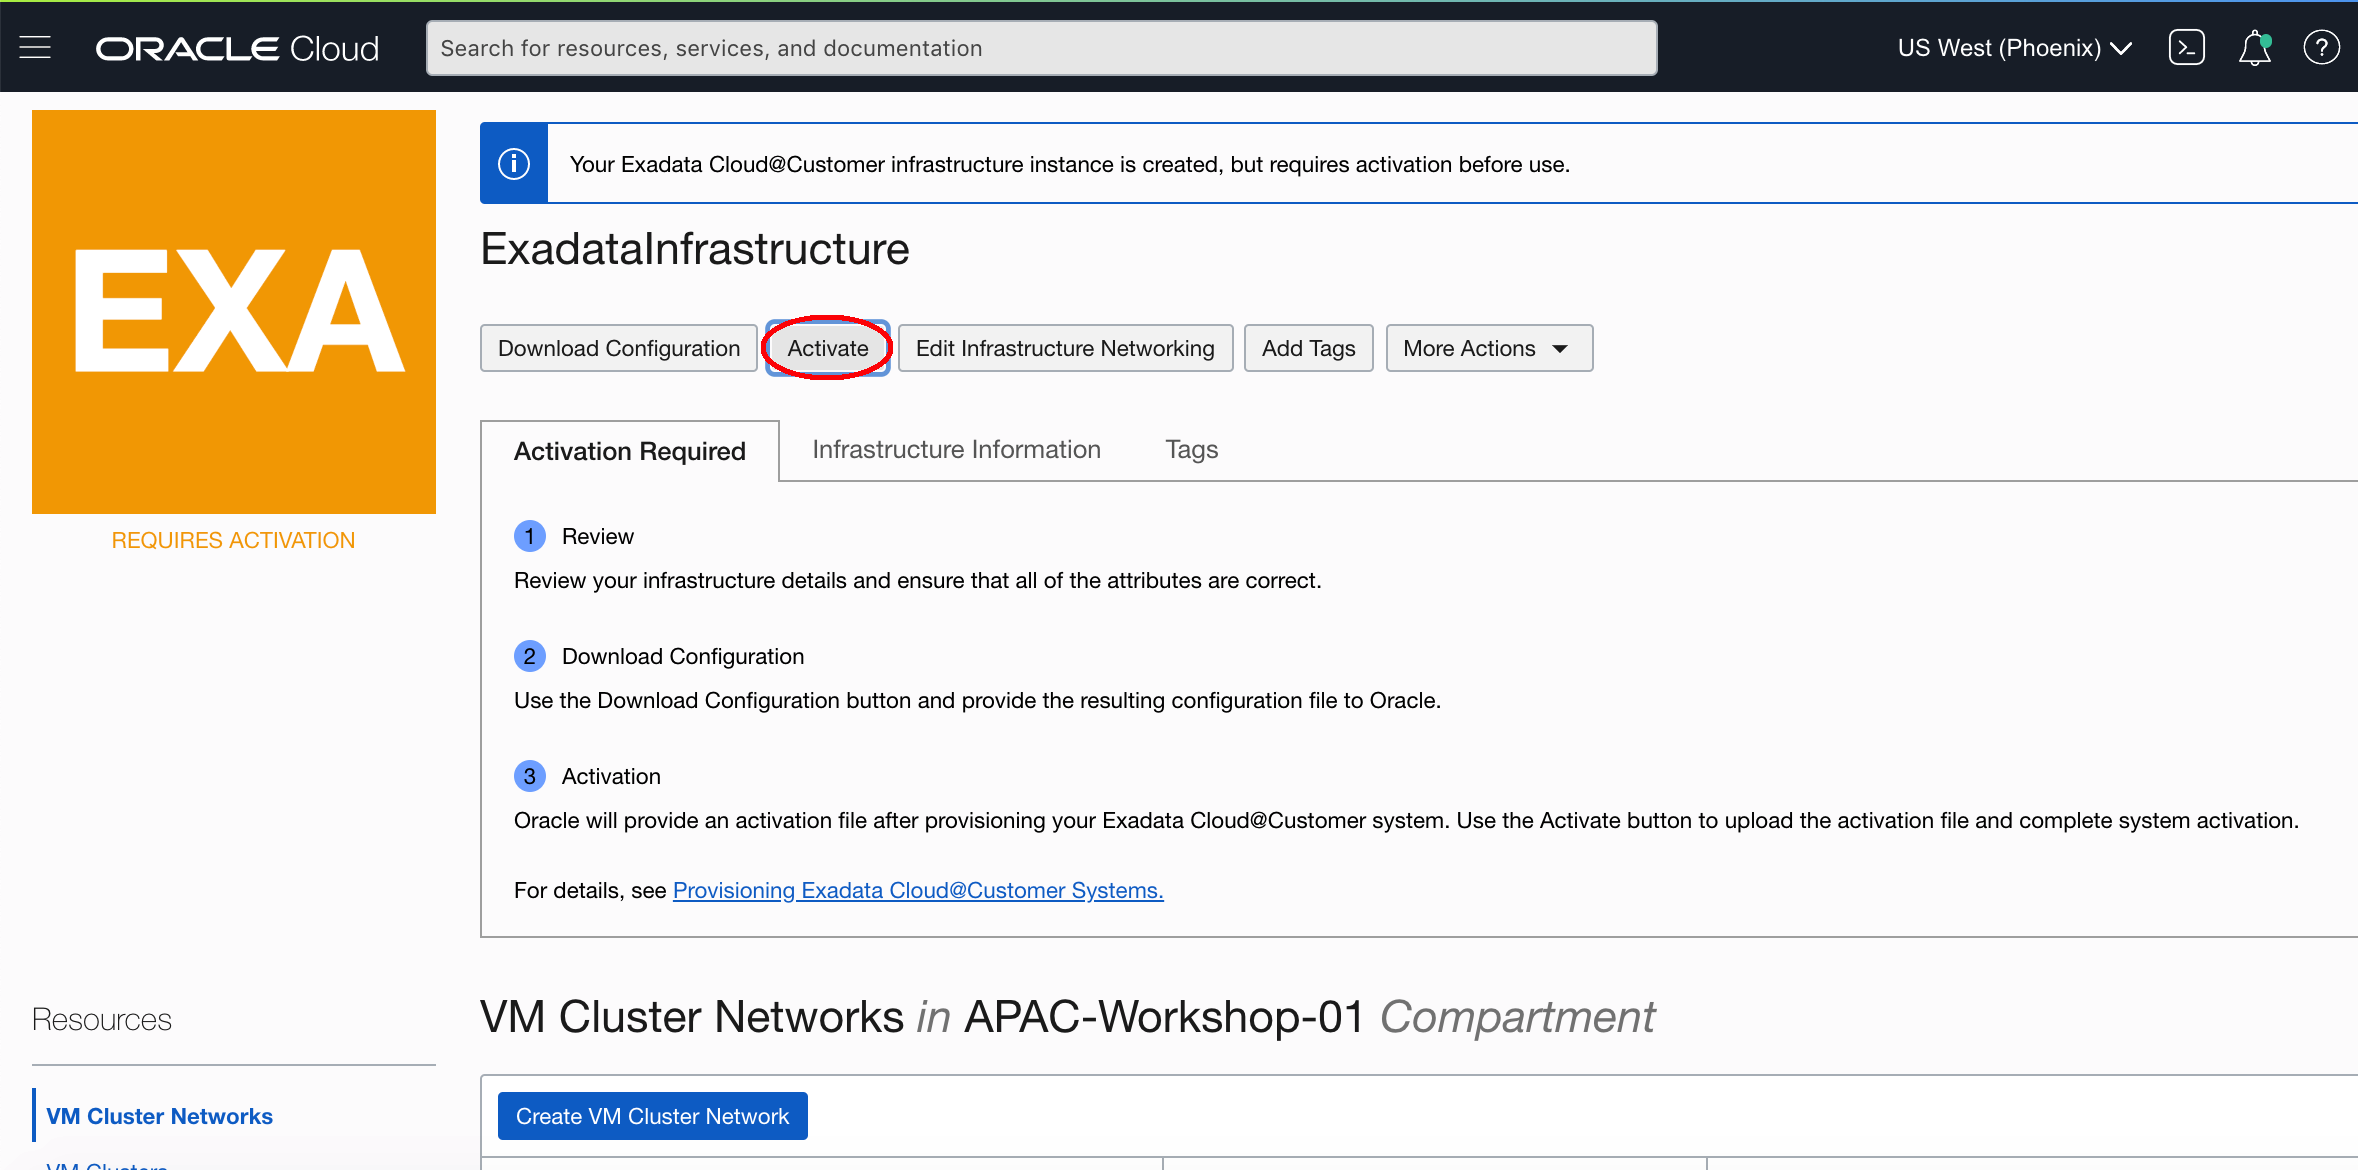 ORACLE Cloud
Search for resources, services, and documentation
US West (Phoenix)
EXA
REQUIRES ACTIVATION
Your Exadata Cloud@Customer infrastructure instance is created, but requires activation before use.
ExadataInfrastructure
Download Configuration
Activate
Edit Infrastructure Networking
Add Tags
More Actions
Activation Required
Infrastructure Information
Tags
1 Review
Review your infrastructure details and ensure that all of the attributes are correct.
2 Download Configuration
Use the Download Configuration button and provide the resulting configuration file to Oracle.
3 Activation
Oracle will provide an activation file after provisioning your Exadata Cloud@Customer system. Use the Activate button to upload the activation file and complete system activation.
For details, see Provisioning Exadata Cloud@Customer Systems.
Resources
VM Cluster Networks
VM Clusters
VM Cluster Networks in APAC-Workshop-01 Compartment
Create VM Cluster Network